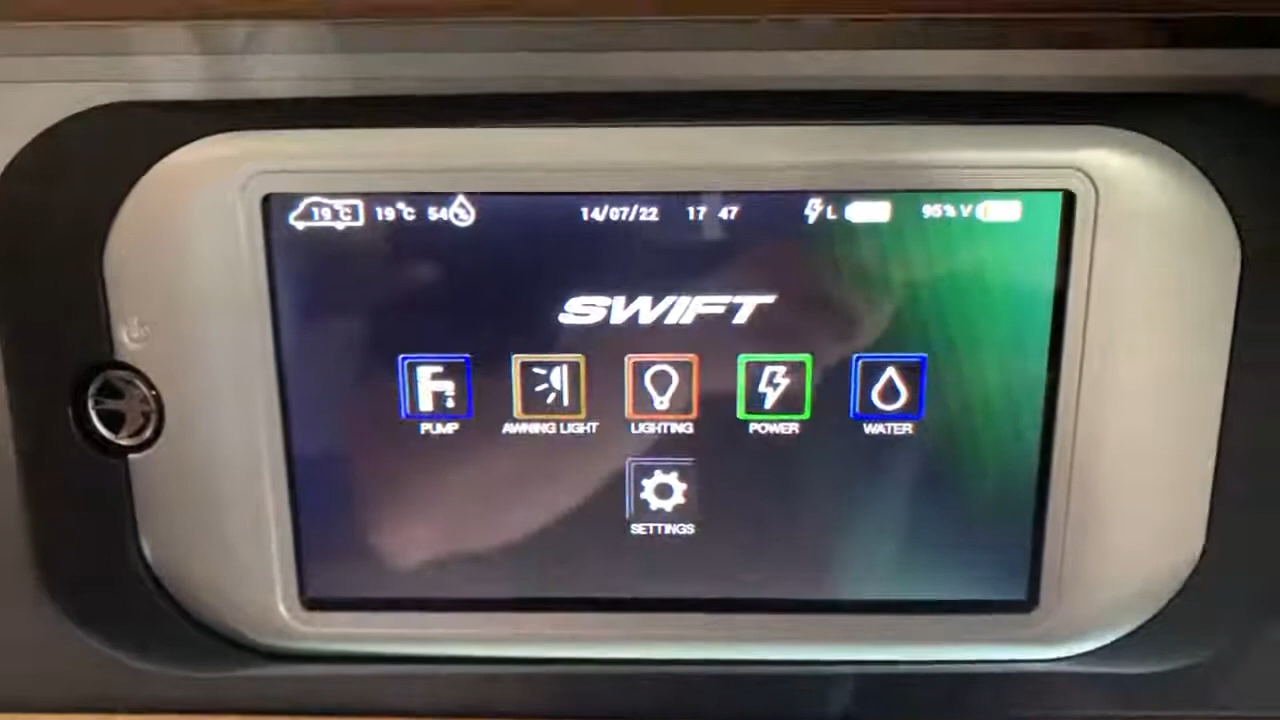 19°C 19°C 54% 14/07/22 17 47 L 95% V
SWIFT
PUMP AWNING LIGHT LIGHTING POWER WATER
SETTINGS